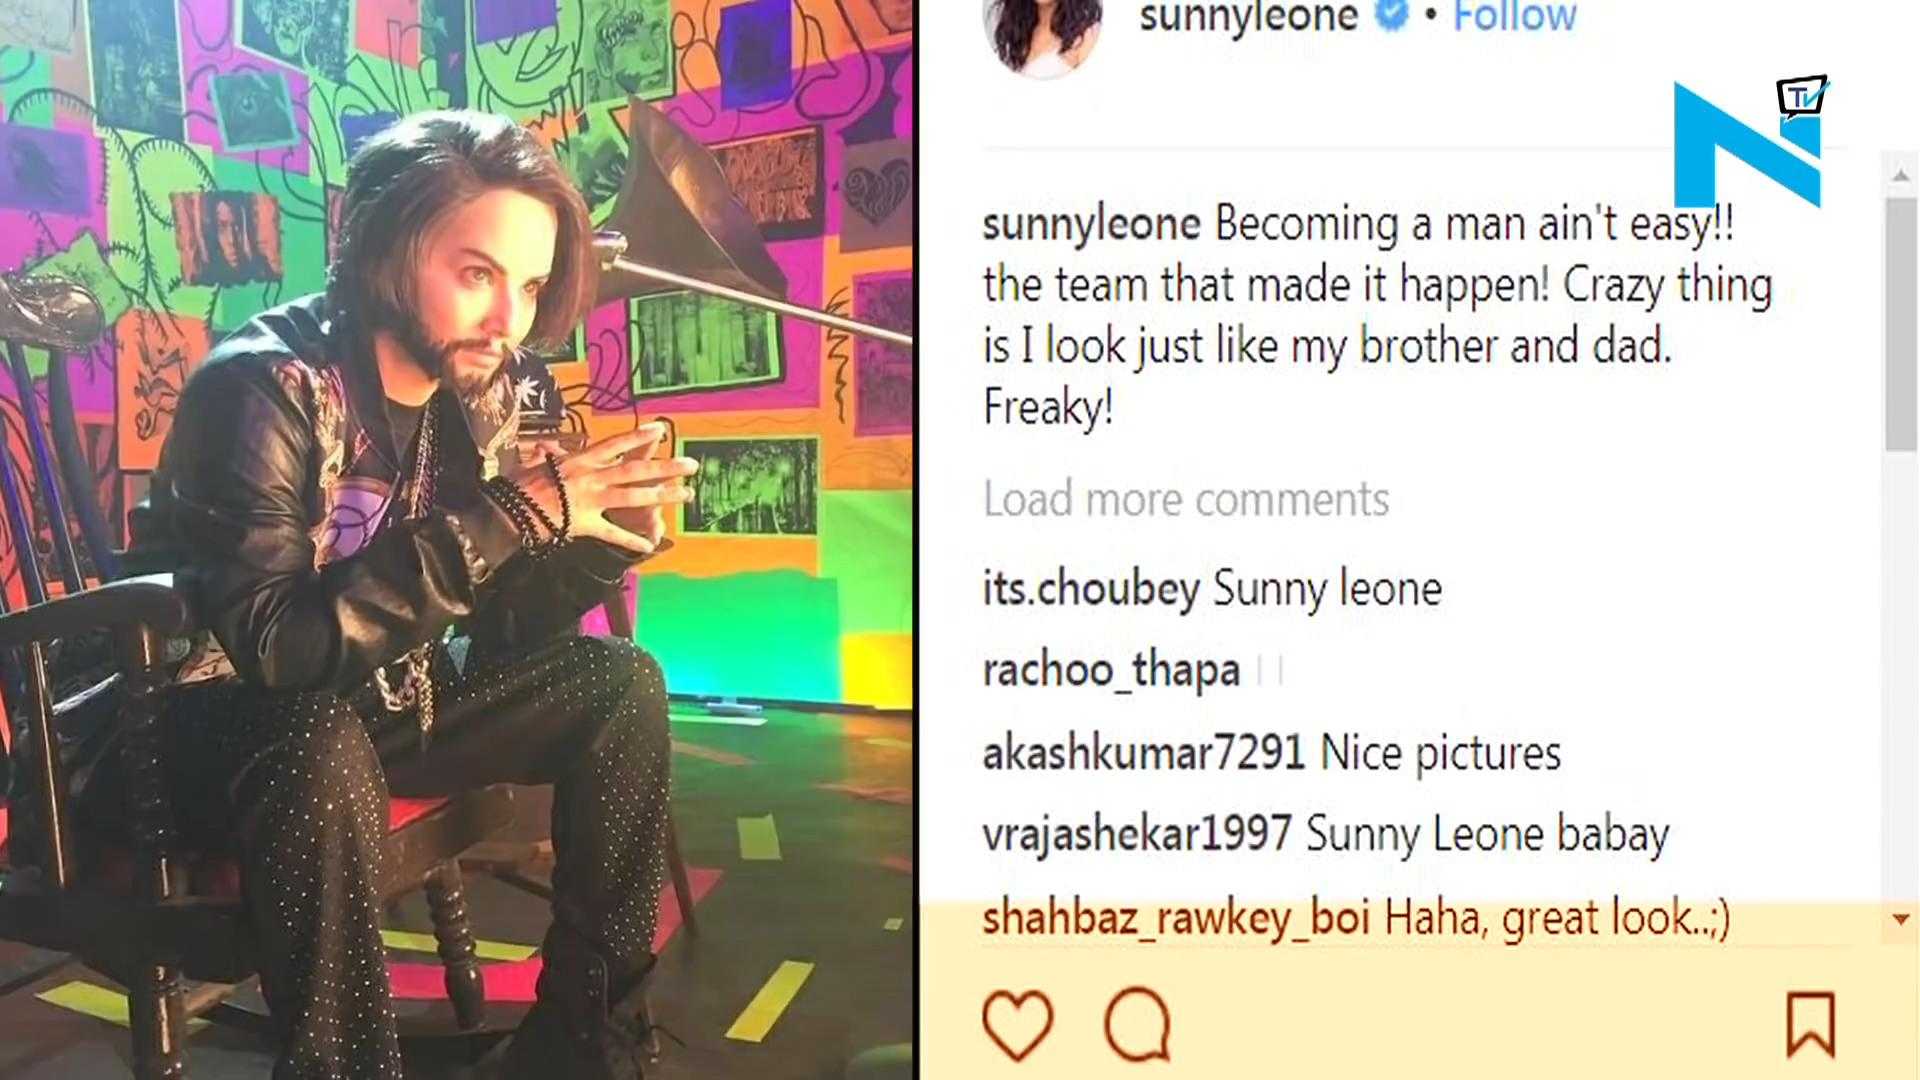 sunnyleone • Follow
TV
sunnyleone Becoming a man ain't easy!!
the team that made it happen! Crazy thing
is I look just like my brother and dad.
Freaky!
Load more comments
its.choubey Sunny leone
rachoo_thapa
akashkumar7291 Nice pictures
vrajashekar1997 Sunny Leone babay
shahbaz_rawkey_boi Haha, great look..;)